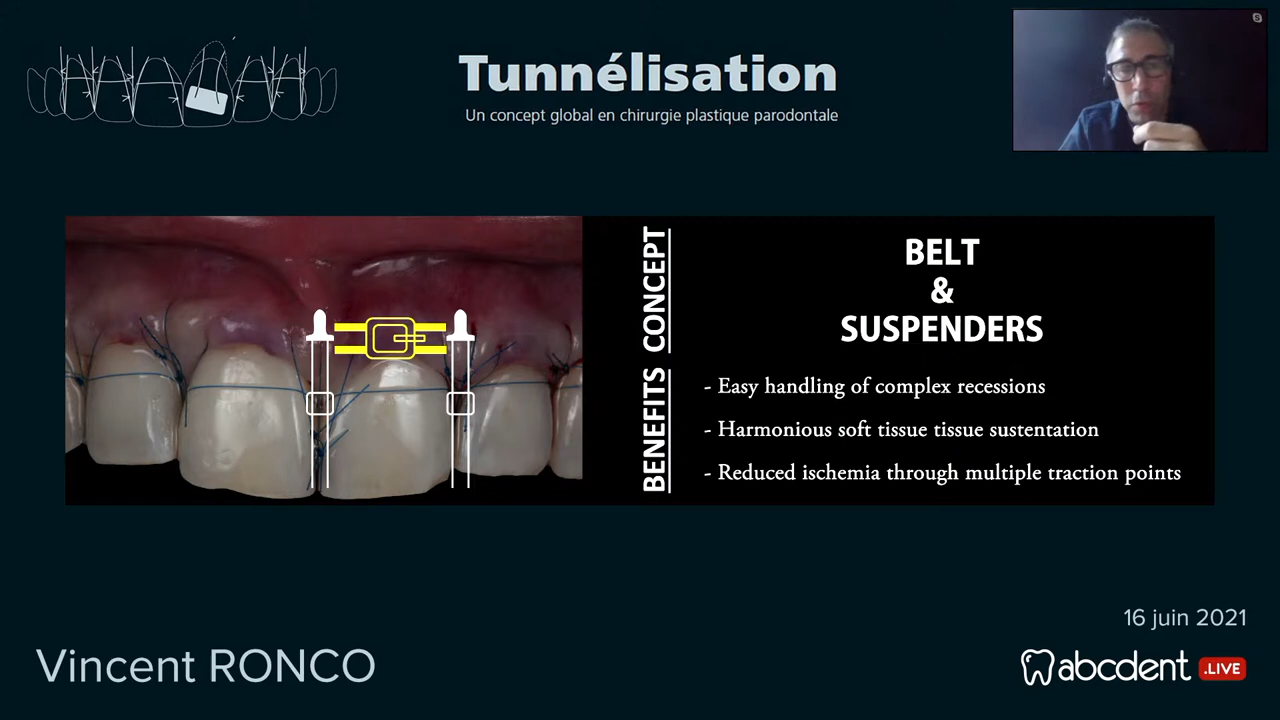 Tunnélisation
Un concept global en chirurgie plastique parodontale
CONCEPT
BELT
&
SUSPENDERS
BENEFITS
- Easy handling of complex recessions
- Harmonious soft tissue tissue sustentation
- Reduced ischemia through multiple traction points
16 juin 2021
Vincent RONCO
abcdent .LIVE